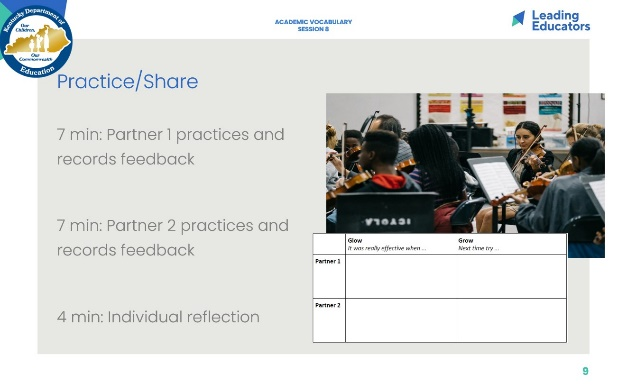 Kentucky Department of
Our
Children,
Our
Commonwealth
Education
ACADEMIC VOCABULARY
SESSION 8
Leading
Educators
Practice/Share
7 min: Partner 1 practices and
records feedback
7 min: Partner 2 practices and
records feedback
4 min: Individual reflection
Glow
It was really effective when ...
Grow
Next time try ...
Partner 1
Partner 2
9